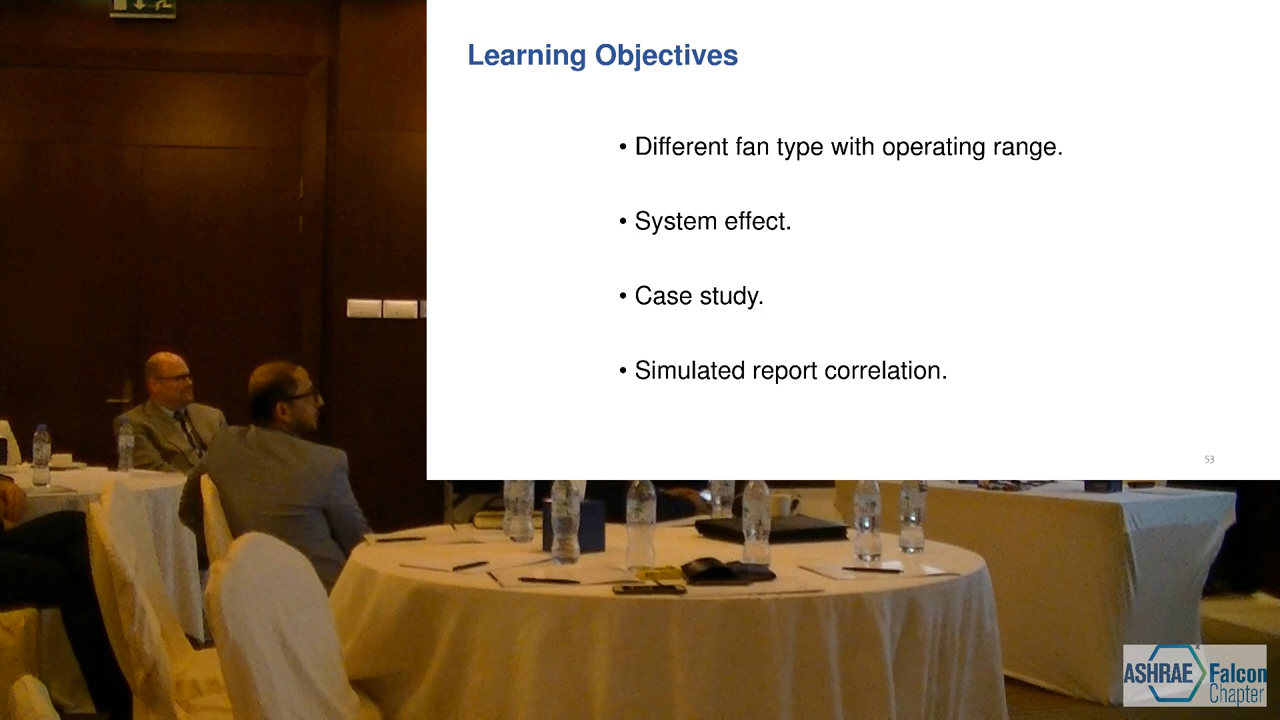 Learning Objectives
• Different fan type with operating range.
• System effect.
• Case study.
• Simulated report correlation.
53
ASHRAE Falcon
Chapter